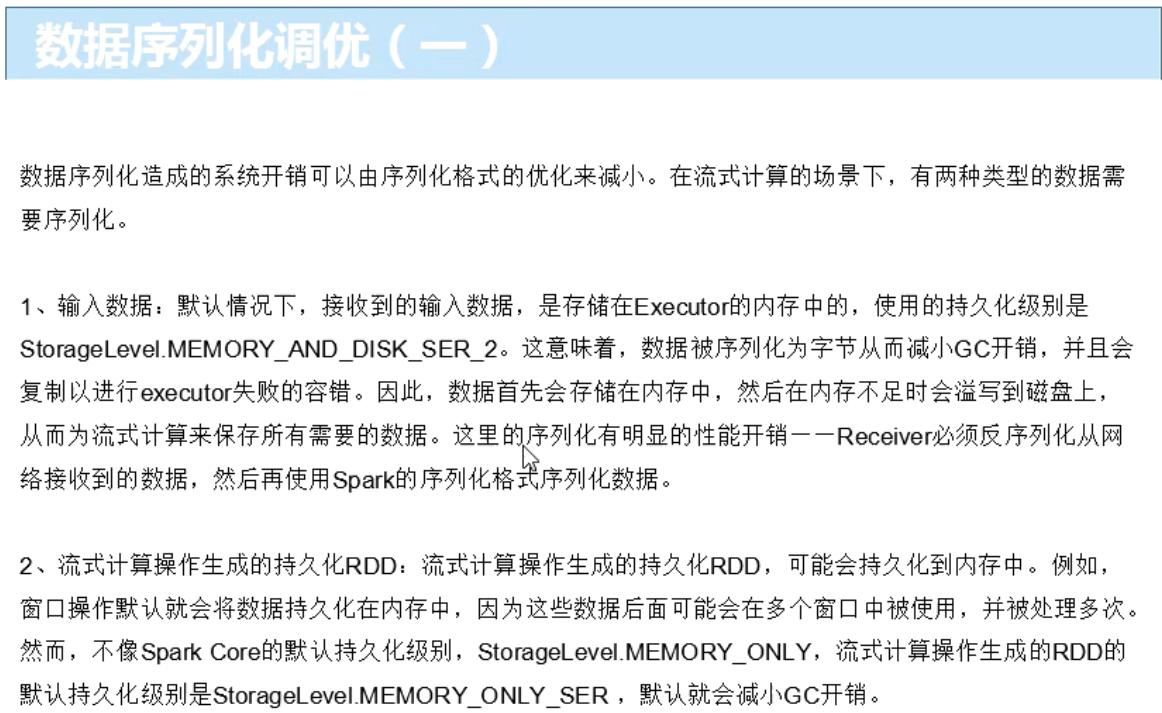 数据序列化调优（一）
数据序列化造成的系统开销可以由序列化格式的优化来减小。在流式计算的场景下，有两种类型的数据需
要序列化。
1、输入数据：默认情况下，接收到的输入数据，是存储在Executor的内存中的，使用的持久化级别是
StorageLevel.MEMORY_AND_DISK_SER_2。这意味着，数据被序列化为字节从而减小GC开销，并且会
复制以进行executor失败的容错。因此，数据首先会存储在内存中，然后在内存不足时会溢写到磁盘上，
从而为流式计算来保存所有需要的数据。这里的序列化有明显的性能开销——Receiver必须反序列化从网
络接收到的数据，然后再使用Spark的序列化格式序列化数据。
2、流式计算操作生成的持久化RDD：流式计算操作生成的持久化RDD，可能会持久化到内存中。例如，
窗口操作默认就会将数据持久化在内存中，因为这些数据后面可能会在多个窗口中被使用，并被处理多次。
然而，不像Spark Core的默认持久化级别，StorageLevel.MEMORY_ONLY，流式计算操作生成的RDD的
默认持久化级别是StorageLevel.MEMORY_ONLY_SER ，默认就会减小GC开销。